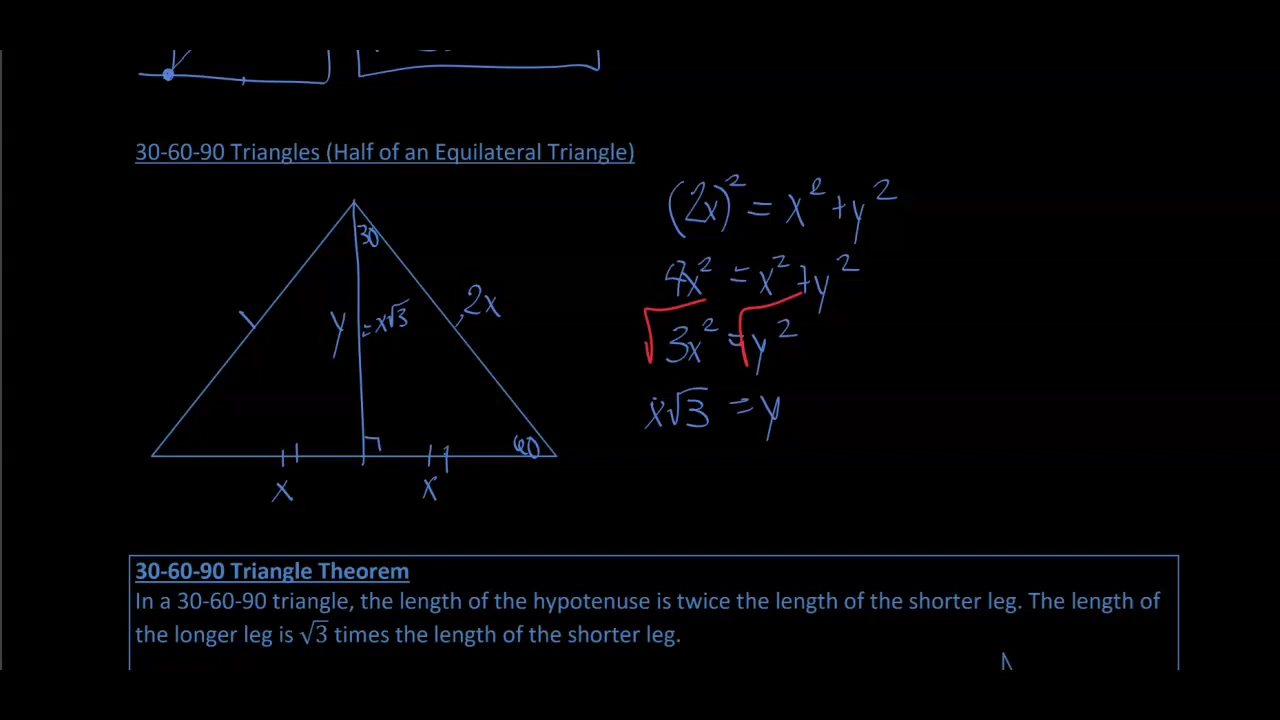 30-60-90 Triangles (Half of an Equilateral Triangle)
(2x)² = x² + y²
4x² = x² + y²
3x² = y²
x√3 = y
30
2x
y = x√3
60
x
x
30-60-90 Triangle Theorem
In a 30-60-90 triangle, the length of the hypotenuse is twice the length of the shorter leg. The length of
the longer leg is √3 times the length of the shorter leg.